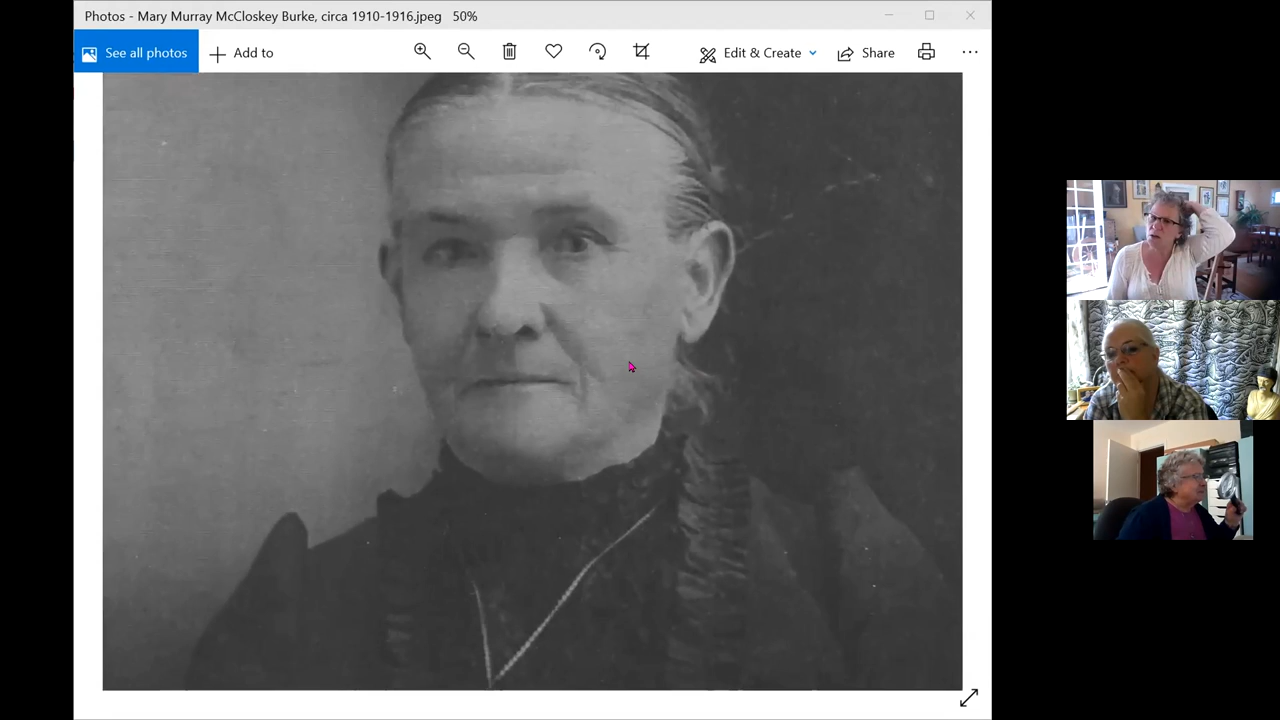 Photos - Mary Murray McCloskey Burke, circa 1910-1916.jpeg 50%
See all photos
Add to
Edit & Create
Share